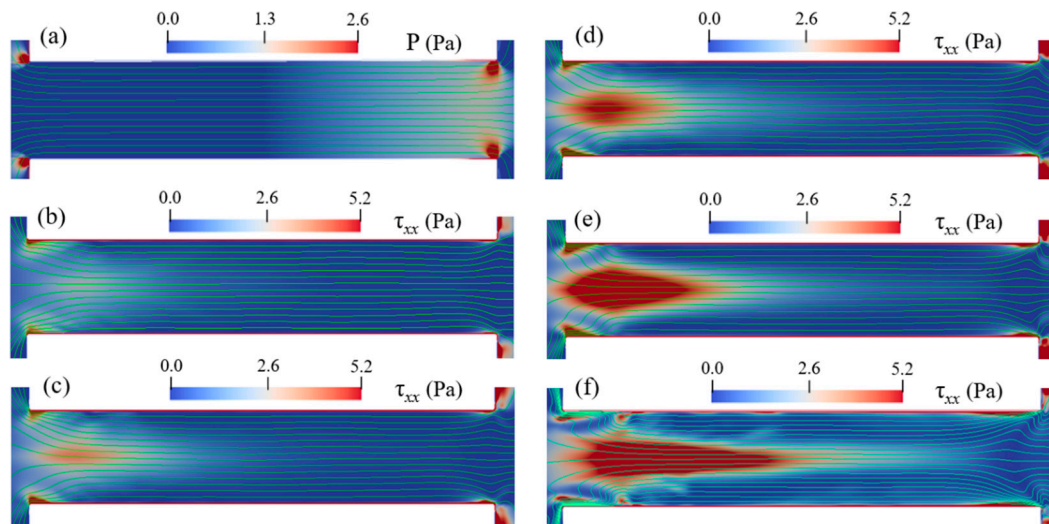 (a)
0.0 1.3 2.6
P (Pa)
(b)
0.0 2.6 5.2
τxx (Pa)
(c)
0.0 2.6 5.2
τxx (Pa)
(d)
0.0 2.6 5.2
τxx (Pa)
(e)
0.0 2.6 5.2
τxx (Pa)
(f)
0.0 2.6 5.2
τxx (Pa)